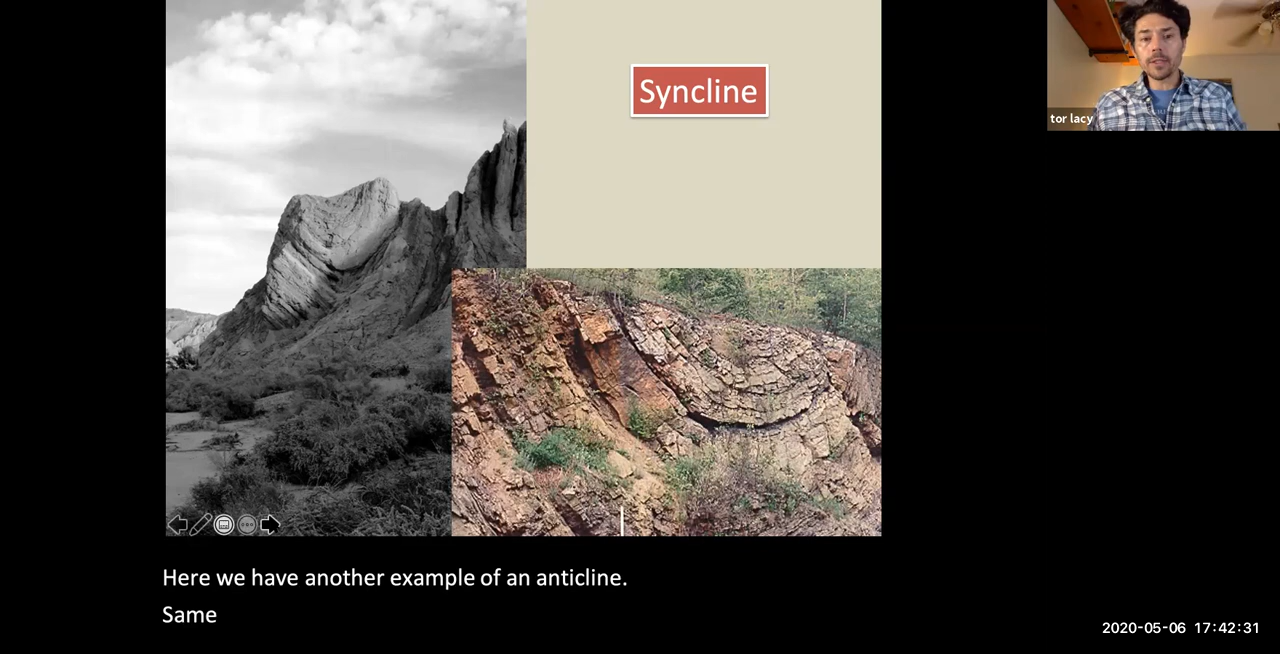 Syncline
tor lacy
Here we have another example of an anticline.
Same
2020-05-06 17:42:31